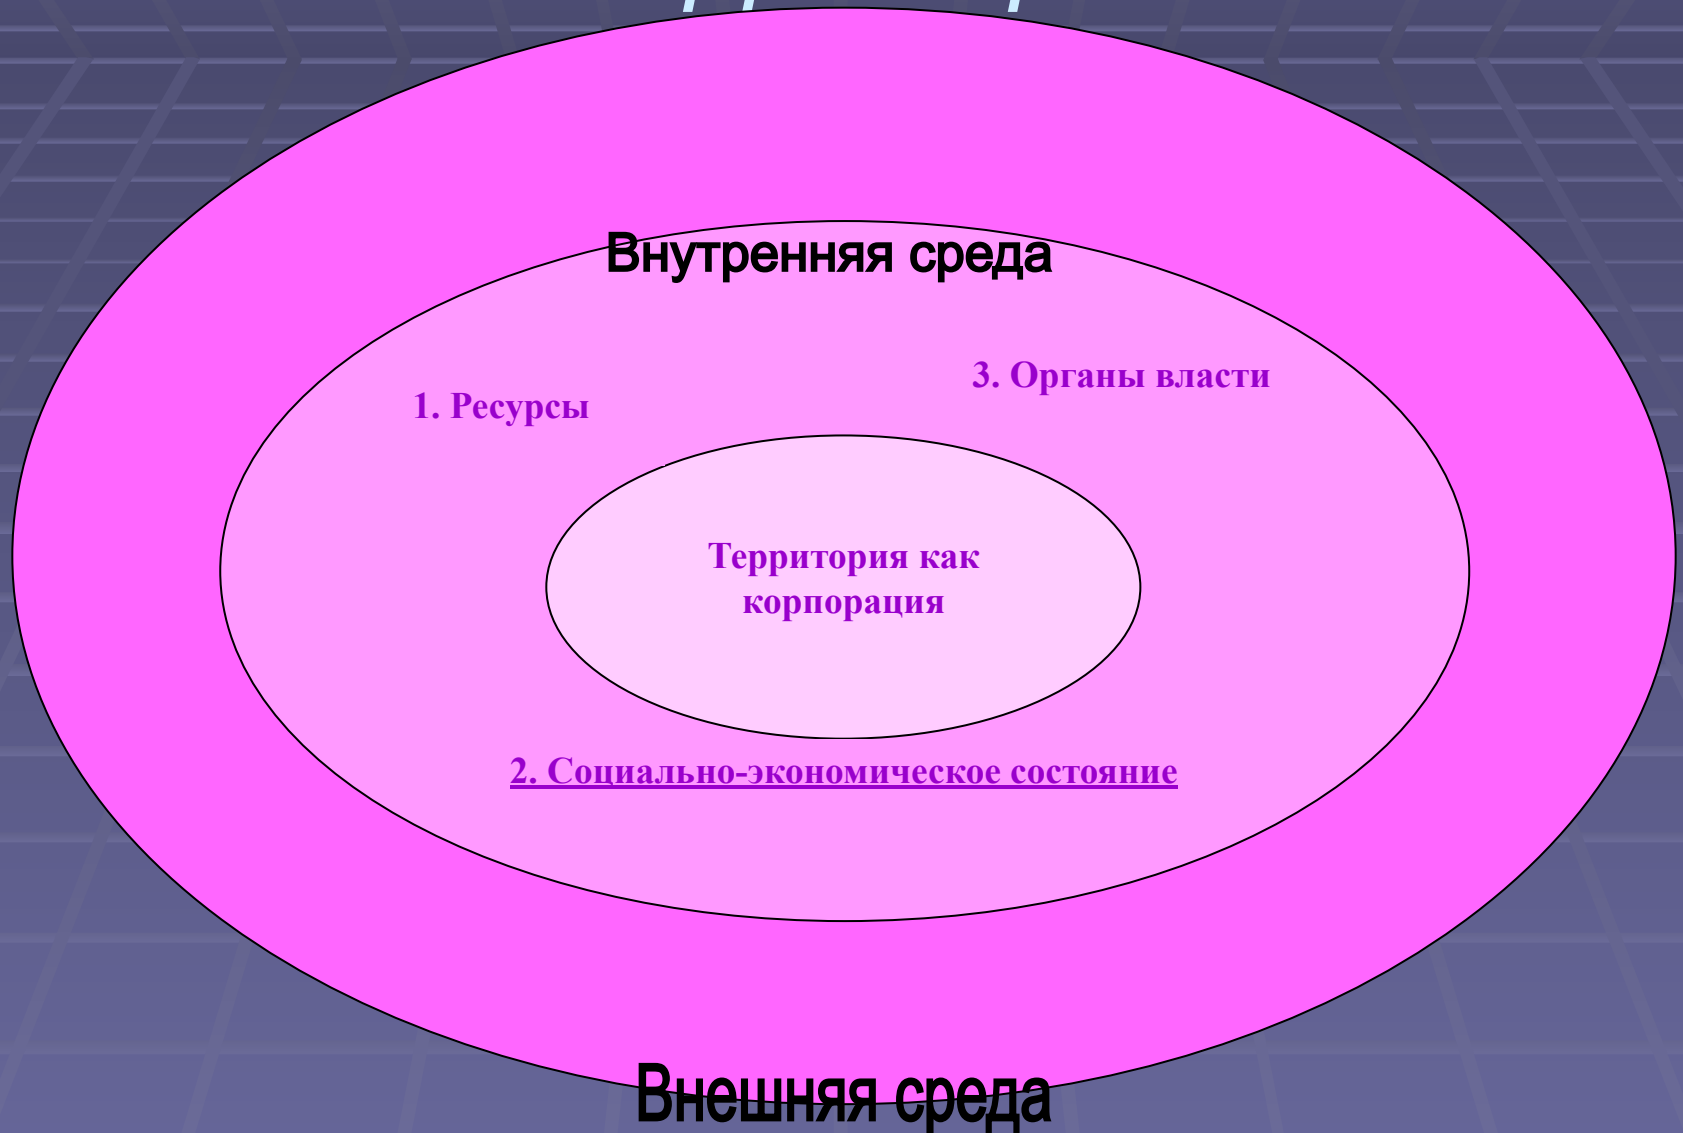 Внутренняя среда
3. Органы власти
1. Ресурсы
Территория как
корпорация
2. Социально-экономическое состояние
Внешняя среда